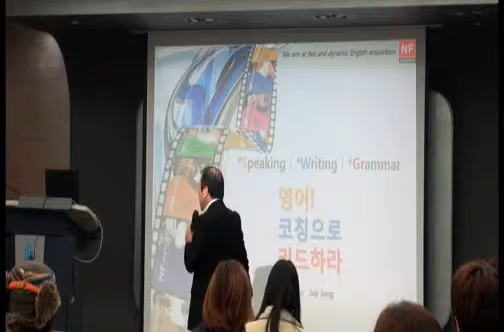 We aim at fast and dynamic English acquisition
NF
*Speaking | *Writing | *Grammar
영어!
코칭으로
리드하라
Jay Jang